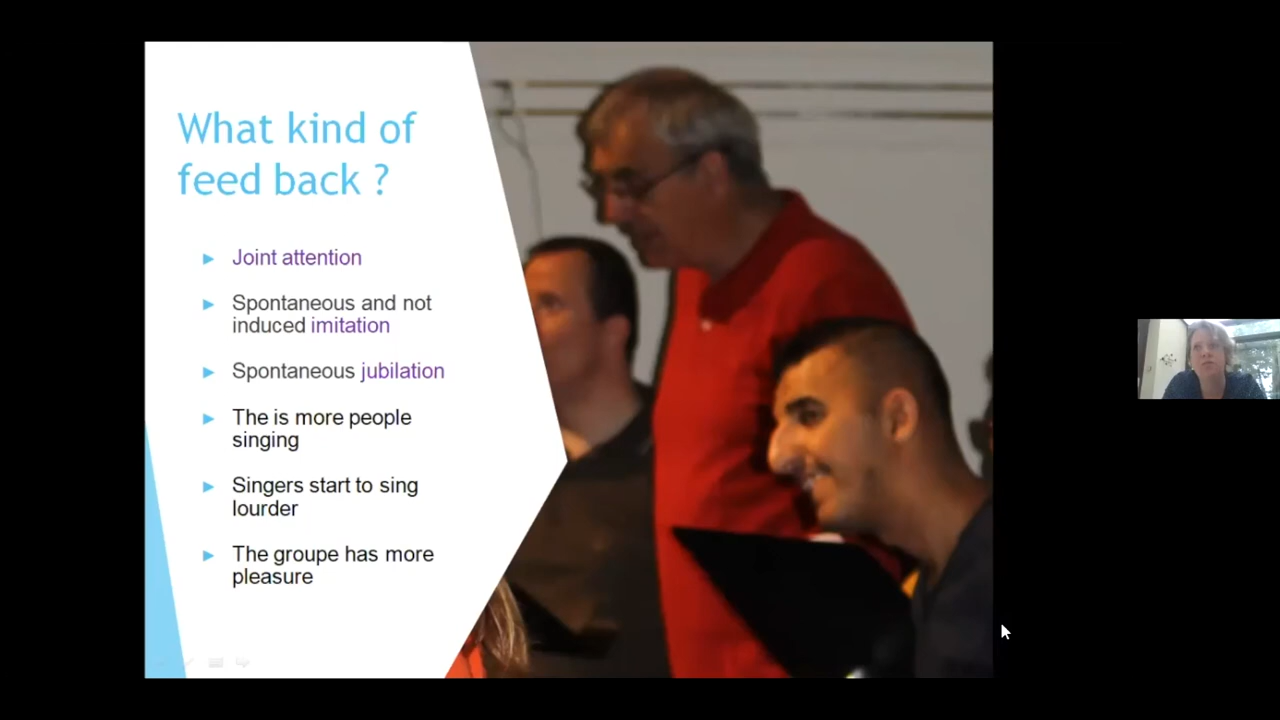 What kind of
feed back ?
Joint attention
Spontaneous and not
induced imitation
Spontaneous jubilation
The is more people
singing
Singers start to sing
lourder
The groupe has more
pleasure